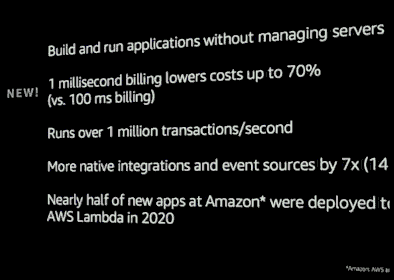 Build and run applications without managing servers
NEW!
1 millisecond billing lowers costs up to 70%
(vs. 100 ms billing)
Runs over 1 million transactions/second
More native integrations and event sources by 7x (14
Nearly half of new apps at Amazon* were deployed to
AWS Lambda in 2020
*Amazon's AWS